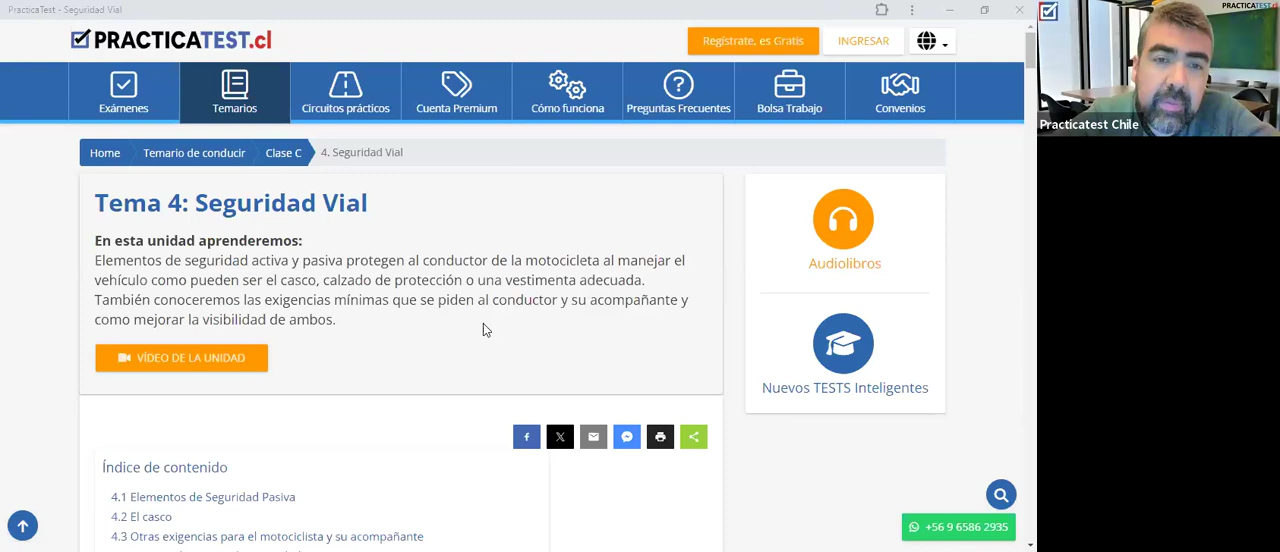 PracticaTest - Seguridad Vial
PRACTICATEST.cl
Regístrate, es Gratis
INGRESAR
Exámenes
Temarios
Circuitos prácticos
Cuenta Premium
Cómo funciona
Preguntas Frecuentes
Bolsa Trabajo
Convenios
PRACTICATEST.cl
Practicatest Chile
Home
Temario de conducir
Clase C
4. Seguridad Vial
Tema 4: Seguridad Vial
En esta unidad aprenderemos:
Elementos de seguridad activa y pasiva protegen al conductor de la motocicleta al manejar el
vehículo como pueden ser el casco, calzado de protección o una vestimenta adecuada.
También conoceremos las exigencias mínimas que se piden al conductor y su acompañante y
como mejorar la visibilidad de ambos.
VÍDEO DE LA UNIDAD
Audiolibros
Nuevos TESTS Inteligentes
Índice de contenido
4.1 Elementos de Seguridad Pasiva
4.2 El casco
4.3 Otras exigencias para el motociclista y su acompañante
+56 9 6586 2935